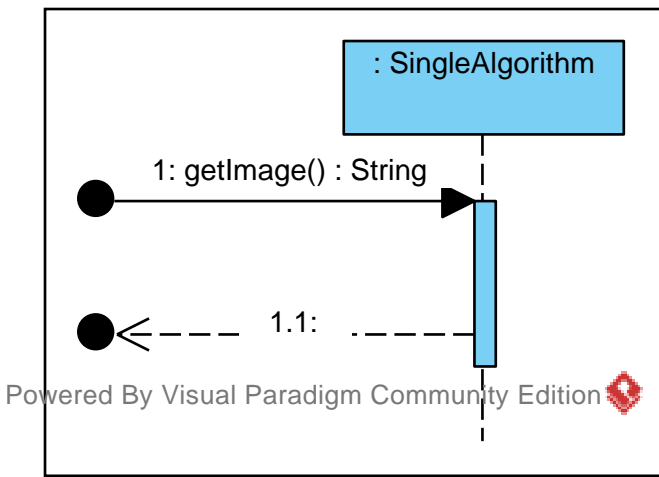 : SingleAlgorithm
1: getImage() : String
1.1:
Powered By Visual Paradigm Community Edition